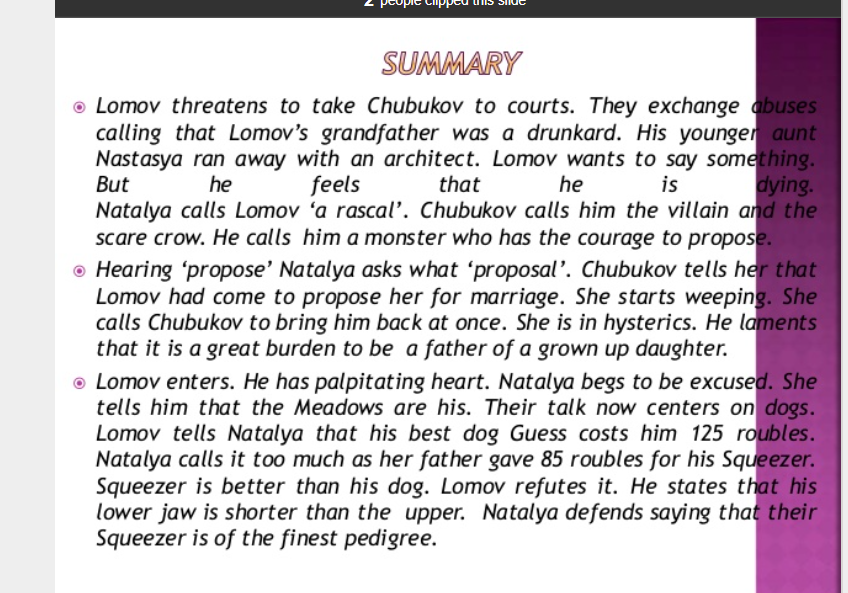 2 people clipped this slide
SUMMARY
Lomov threatens to take Chubukov to courts. They exchange abuses
calling that Lomov’s grandfather was a drunkard. His younger aunt
Nastasya ran away with an architect. Lomov wants to say something.
But he feels that he is dying.
Natalya calls Lomov ‘a rascal’. Chubukov calls him the villain and the
scare crow. He calls him a monster who has the courage to propose.
Hearing ‘propose’ Natalya asks what ‘proposal’. Chubukov tells her that
Lomov had come to propose her for marriage. She starts weeping. She
calls Chubukov to bring him back at once. She is in hysterics. He laments
that it is a great burden to be a father of a grown up daughter.
Lomov enters. He has palpitating heart. Natalya begs to be excused. She
tells him that the Meadows are his. Their talk now centers on dogs.
Lomov tells Natalya that his best dog Guess costs him 125 roubles.
Natalya calls it too much as her father gave 85 roubles for his Squeezer.
Squeezer is better than his dog. Lomov refutes it. He states that his
lower jaw is shorter than the upper. Natalya defends saying that their
Squeezer is of the finest pedigree.